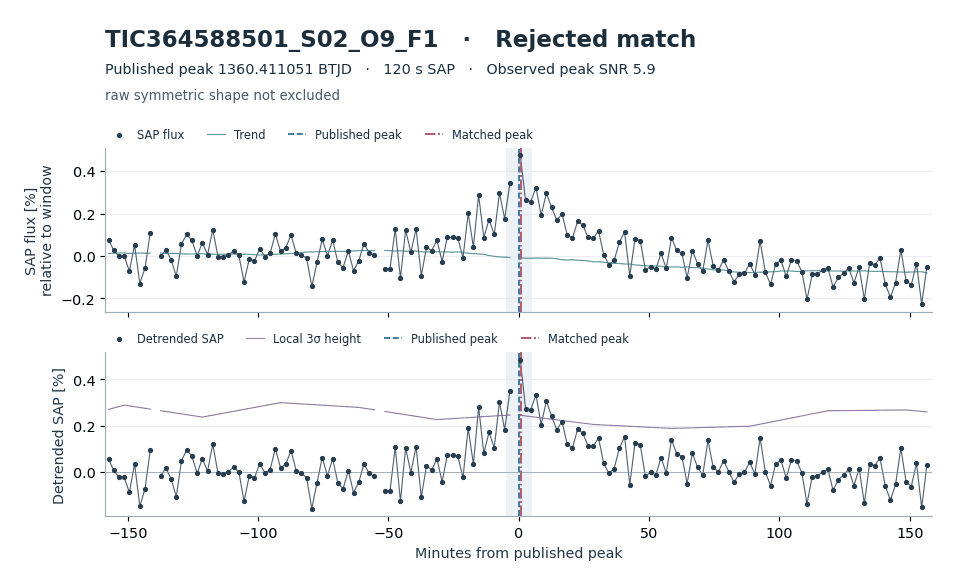 TIC364588501_S02_O9_F1 · Rejected match
Published peak 1360.411051 BTJD · 120 s SAP · Observed peak SNR 5.9
raw symmetric shape not excluded
SAP flux Trend Published peak Matched peak
SAP flux [%]
relative to window
0.4
0.2
0.0
−0.2
Detrended SAP Local 3σ height Published peak Matched peak
Detrended SAP [%]
0.4
0.2
0.0
−150 −100 −50 0 50 100 150
Minutes from published peak